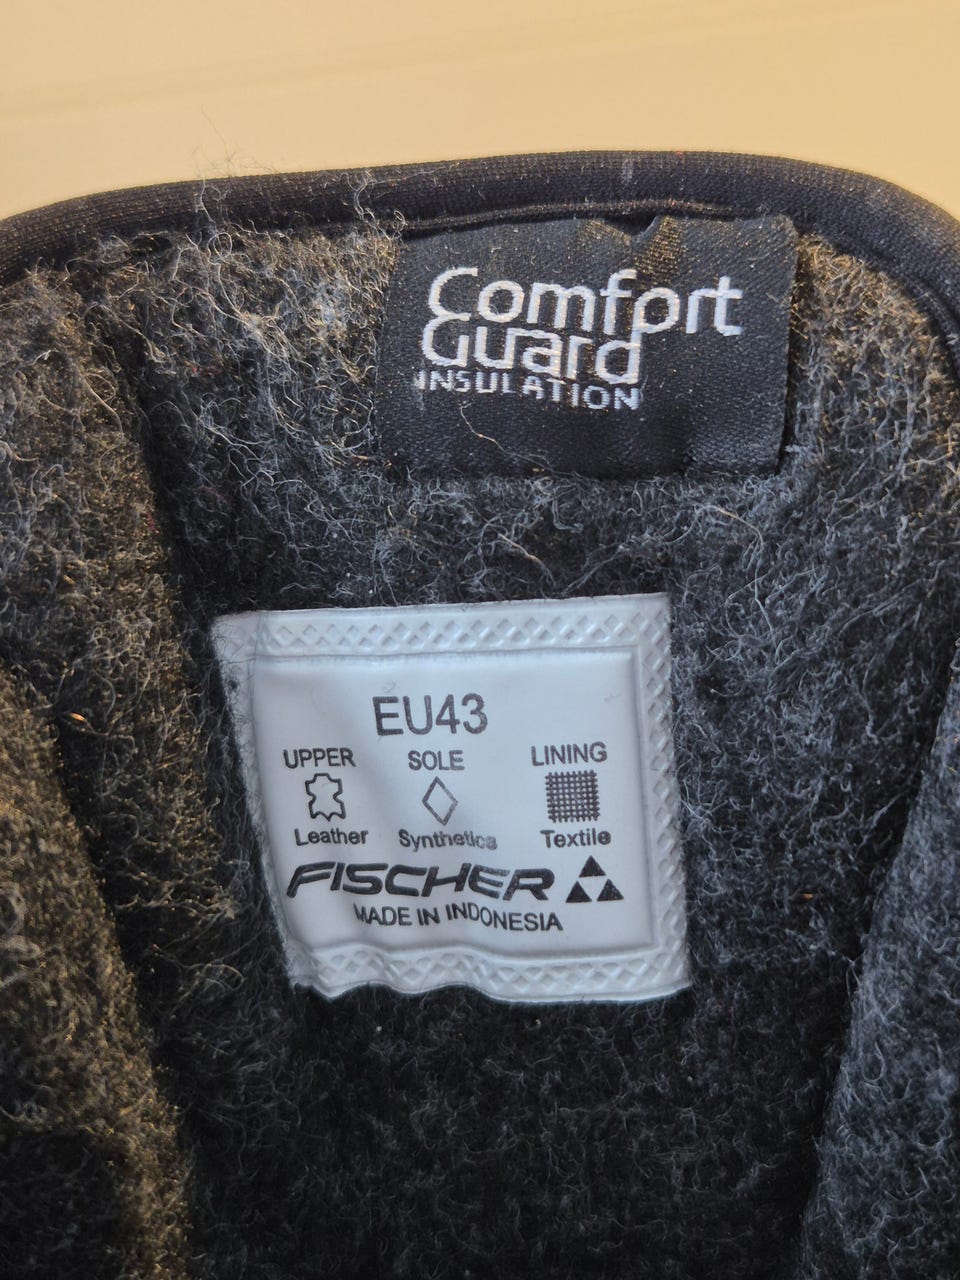 Comfort
Guard
INSULATION
EU43
UPPER SOLE LINING
Leather Synthetics Textile
FISCHER
MADE IN INDONESIA